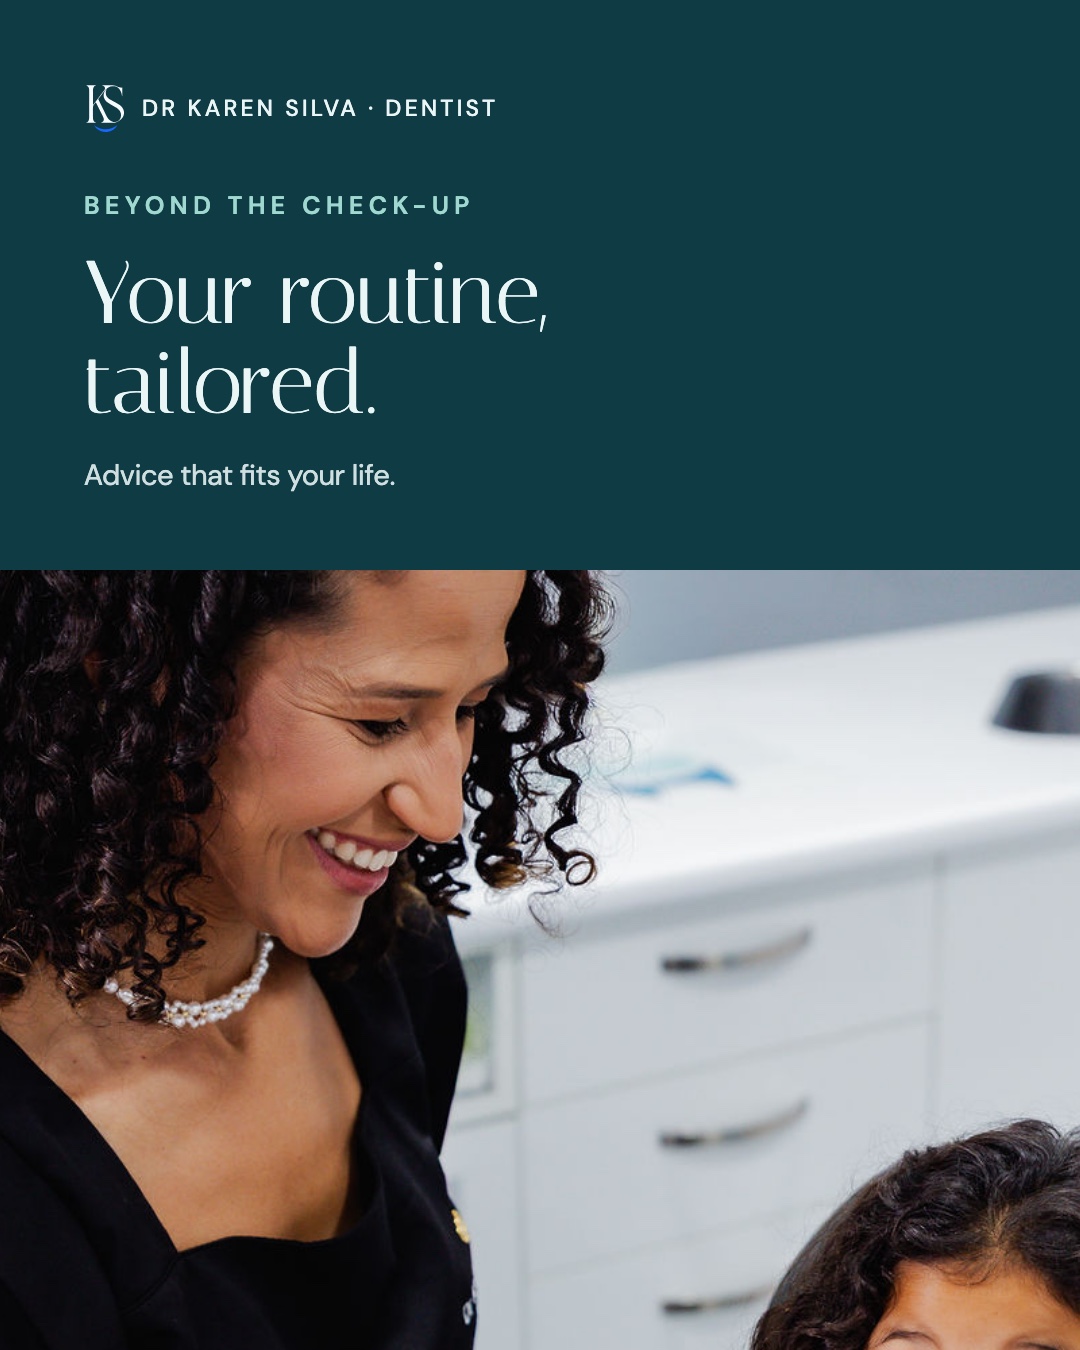 KS DR KAREN SILVA · DENTIST
BEYOND THE CHECK-UP
Your routine,
tailored.
Advice that fits your life.